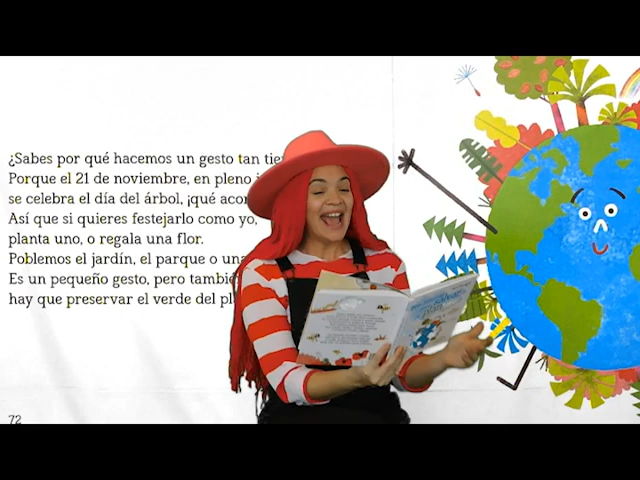 ¿Sabes por qué hacemos un gesto tan
Porque el 21 de noviembre, en pleno
se celebra el día del árbol, ¡qué
Así que si quieres festejarlo como yo,
planta uno, o regala una flor.
Poblemos el jardín, el parque o
Es un pequeño gesto, pero
hay que preservar el verde del
72
salvar